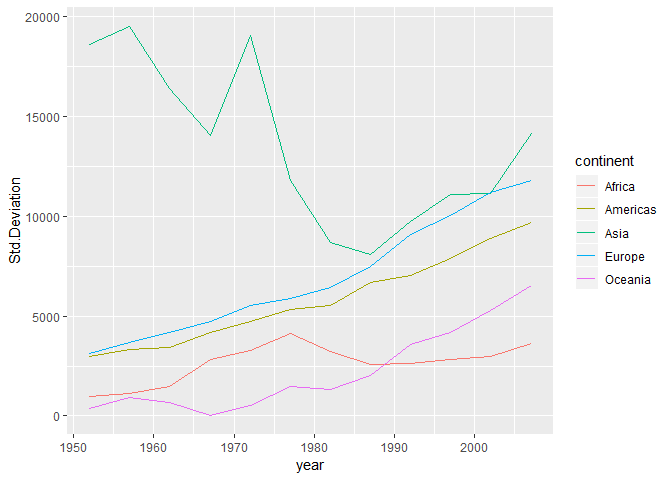 20000
15000
10000
5000
0
Std.Deviation
1950
1960
1970
1980
1990
2000
year
continent
Africa
Americas
Asia
Europe
Oceania